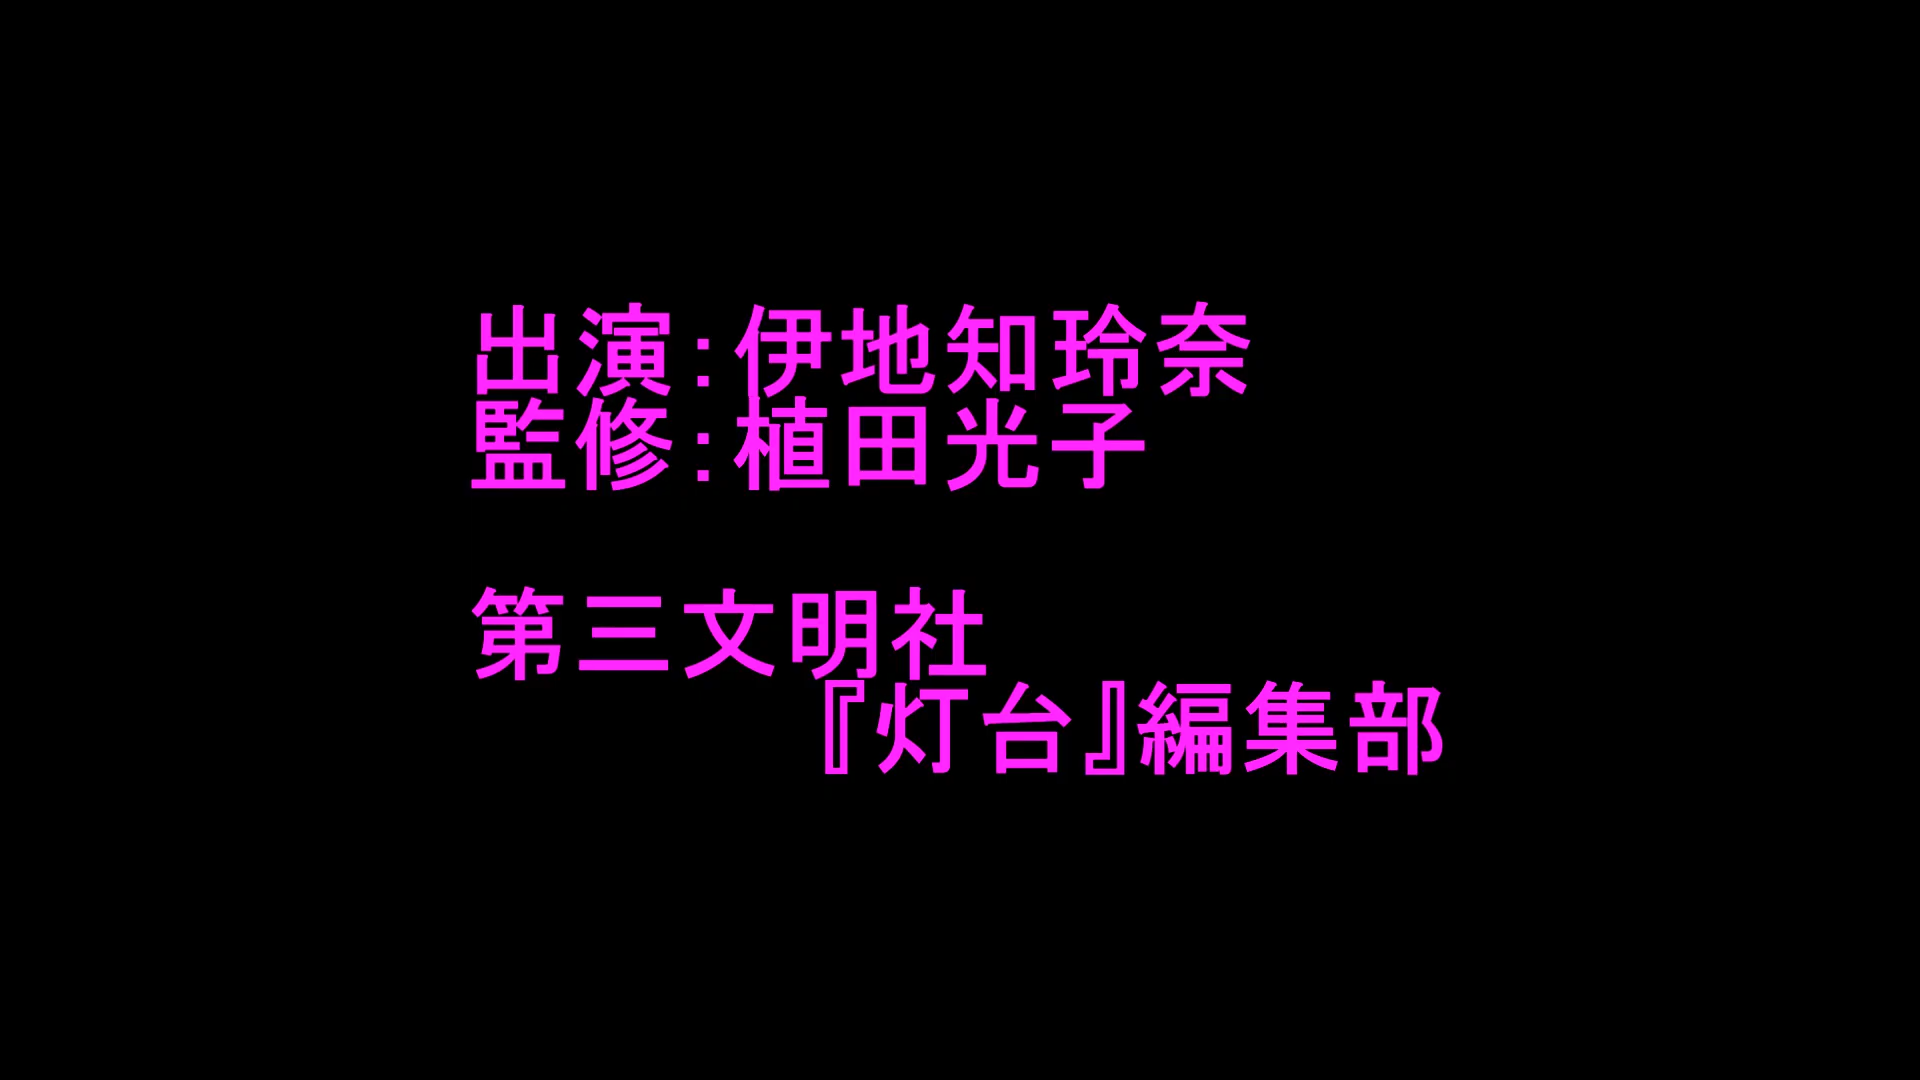 出演:伊地知玲奈
監修:植田光子
第三文明社
『灯台』編集部